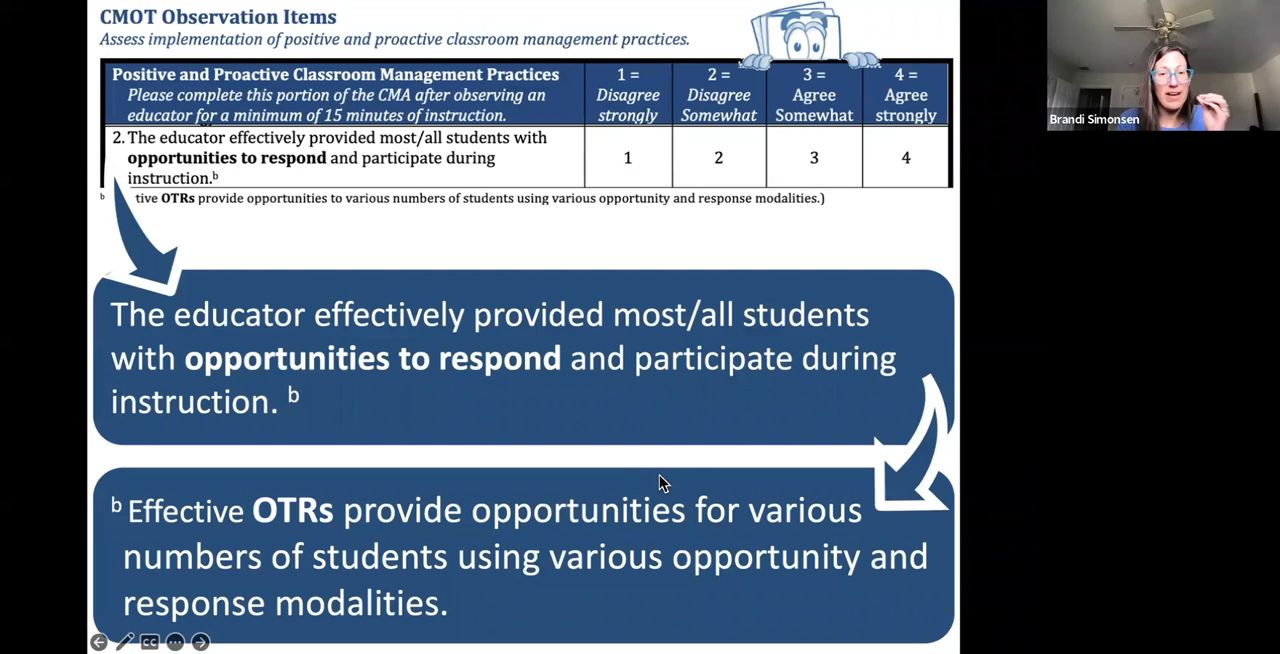 CMOT Observation Items
Assess implementation of positive and proactive classroom management practices.
Positive and Proactive Classroom Management Practices
Please complete this portion of the CMA after observing an
educator for a minimum of 15 minutes of instruction.
1 =
Disagree
strongly
2 =
Disagree
Somewhat
3 =
Agree
Somewhat
4 =
Agree
strongly
2. The educator effectively provided most/all students with
opportunities to respond and participate during
instruction.ᵇ
1
2
3
4
ᵇ tive OTRs provide opportunities to various numbers of students using various opportunity and response modalities.)
The educator effectively provided most/all students
with opportunities to respond and participate during
instruction. ᵇ
ᵇ Effective OTRs provide opportunities for various
numbers of students using various opportunity and
response modalities.
CC
Brandi Simonsen